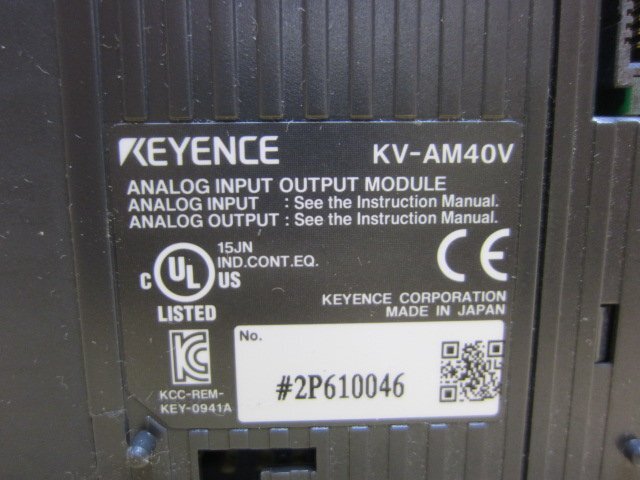 KEYENCE KV-AM40V
ANALOG INPUT OUTPUT MODULE
ANALOG INPUT : See the Instruction Manual.
ANALOG OUTPUT : See the Instruction Manual.
C UL US
LISTED
15JN
IND.CONT.EQ.
CE
KEYENCE CORPORATION
MADE IN JAPAN
KCC-REM-
KEY-0941A
No.
#2P610046